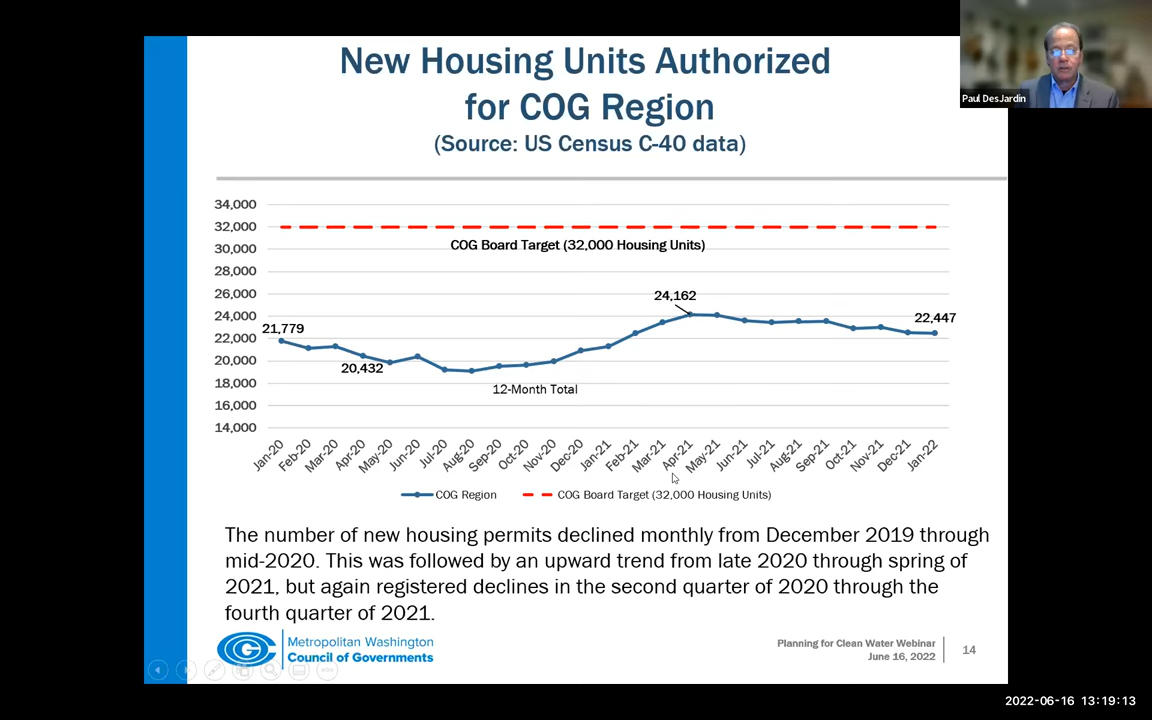 New Housing Units Authorized
for COG Region
(Source: US Census C-40 data)
Paul DesJardin
34,000
32,000
30,000
28,000
26,000
24,000
22,000
20,000
18,000
16,000
14,000
COG Board Target (32,000 Housing Units)
21,779
20,432
24,162
22,447
12-Month Total
Jan-20
Feb-20
Mar-20
Apr-20
May-20
Jun-20
Jul-20
Aug-20
Sep-20
Oct-20
Nov-20
Dec-20
Jan-21
Feb-21
Mar-21
Apr-21
May-21
Jun-21
Jul-21
Aug-21
Sep-21
Oct-21
Nov-21
Dec-21
Jan-22
COG Region
COG Board Target (32,000 Housing Units)
The number of new housing permits declined monthly from December 2019 through
mid-2020. This was followed by an upward trend from late 2020 through spring of
2021, but again registered declines in the second quarter of 2020 through the
fourth quarter of 2021.
Metropolitan Washington
Council of Governments
Planning for Clean Water Webinar
June 16, 2022
14
2022-06-16 13:19:13